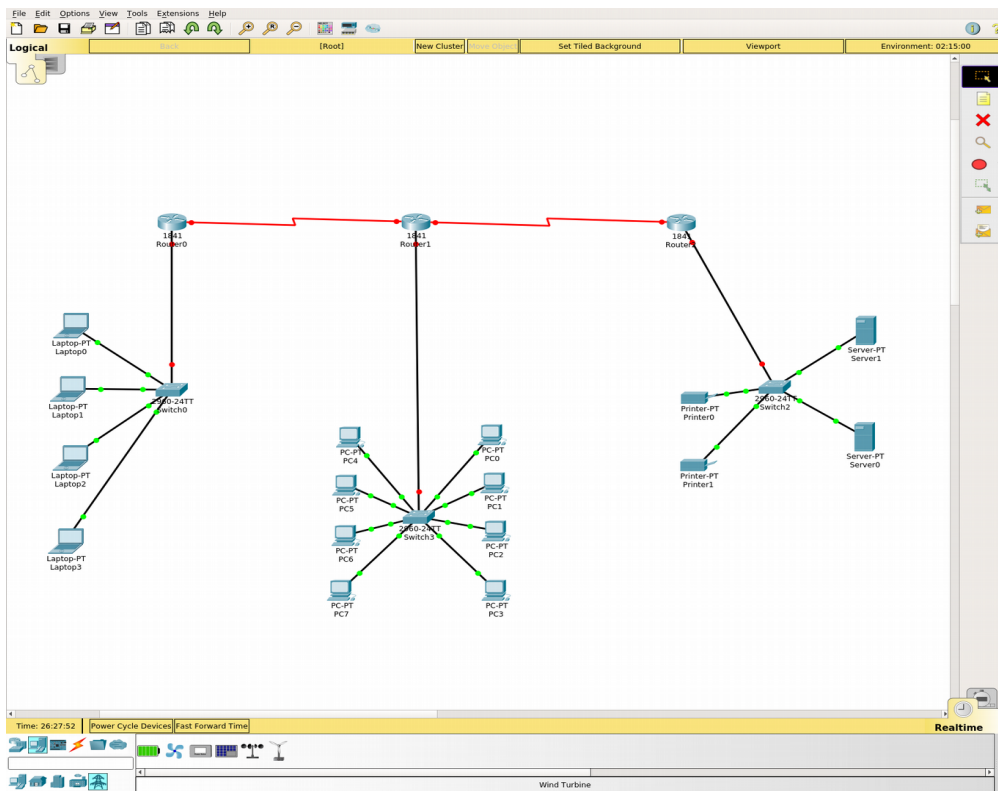 File Edit Options View Tools Extensions Help
Logical
Back
[Root]
New Cluster
Move Object
Set Tiled Background
Viewport
Environment: 02:15:00
1841
Router0
1841
Router1
1841
Laptop-PT
Laptop0
Laptop-PT
Laptop1
Laptop-PT
Laptop2
Laptop-PT
Laptop3
2960-24TT
Switch0
PC-PT
PC4
PC-PT
PC5
PC-PT
PC6
PC-PT
PC7
PC-PT
PC0
PC-PT
PC1
PC-PT
PC2
PC-PT
PC3
2960-24TT
Switch3
Server-PT
Server1
2960-24TT
Switch2
Printer-PT
Printer0
Printer-PT
Printer1
Server-PT
Server0
Time: 26:27:52
Power Cycle Devices
Fast Forward Time
Realtime
Wind Turbine